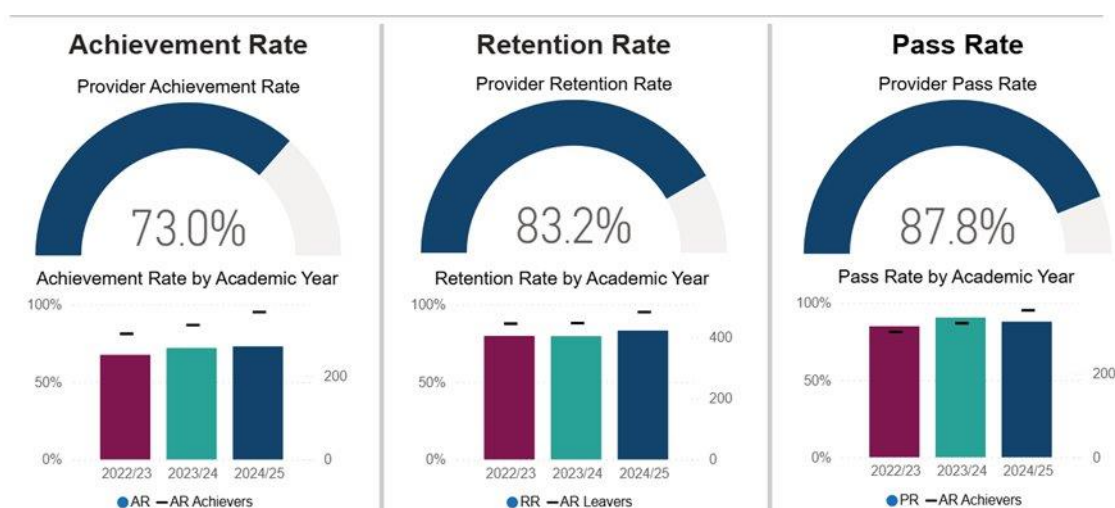 Achievement Rate
Provider Achievement Rate
73.0%
Achievement Rate by Academic Year
100%
50%
0%
200
0
2022/23 2023/24 2024/25
AR AR Achievers
Retention Rate
Provider Retention Rate
83.2%
Retention Rate by Academic Year
100%
50%
0%
400
200
0
2022/23 2023/24 2024/25
RR AR Leavers
Pass Rate
Provider Pass Rate
87.8%
Pass Rate by Academic Year
100%
50%
0%
200
0
2022/23 2023/24 2024/25
PR AR Achievers